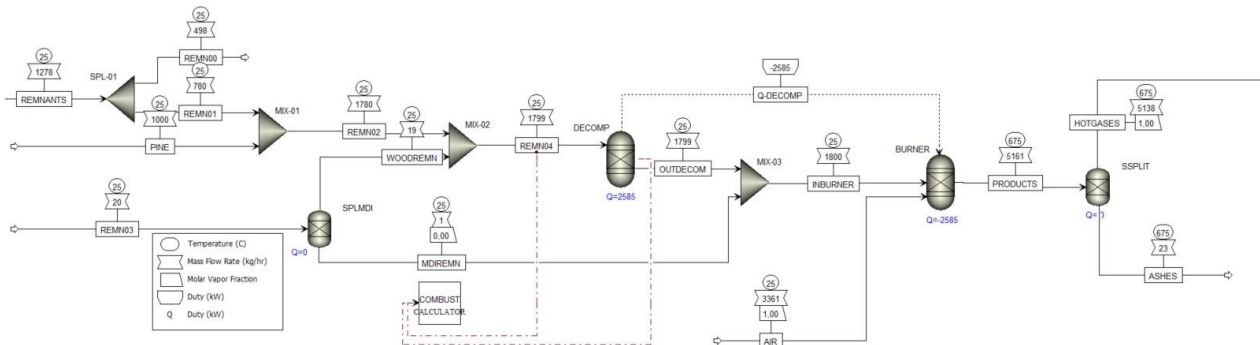 25
498
REMN00
25
1278
REMNANTS
SPL-01
25
780
REMN01
25
1000
PINE
MIX-01
25
1780
REMN02
25
19
WOODREMN
MIX-02
25
1799
REMN04
DECOMP
Q=2585
-2585
Q-DECOMP
25
1799
OUTDECOM
MIX-03
25
1800
INBURNER
BURNER
Q=-2585
675
5161
PRODUCTS
675
5138
1,00
HOTGASES
SSPLIT
675
23
ASHES
25
20
REMN03
SPLMDI
Q=0
25
1
0,00
MDIREMN
COMBUST
CALCULATOR
25
3361
1,00
AIR
Temperature (C)
Mass Flow Rate (kg/hr)
Molar Vapor Fraction
Duty (kW)
Q Duty (kW)